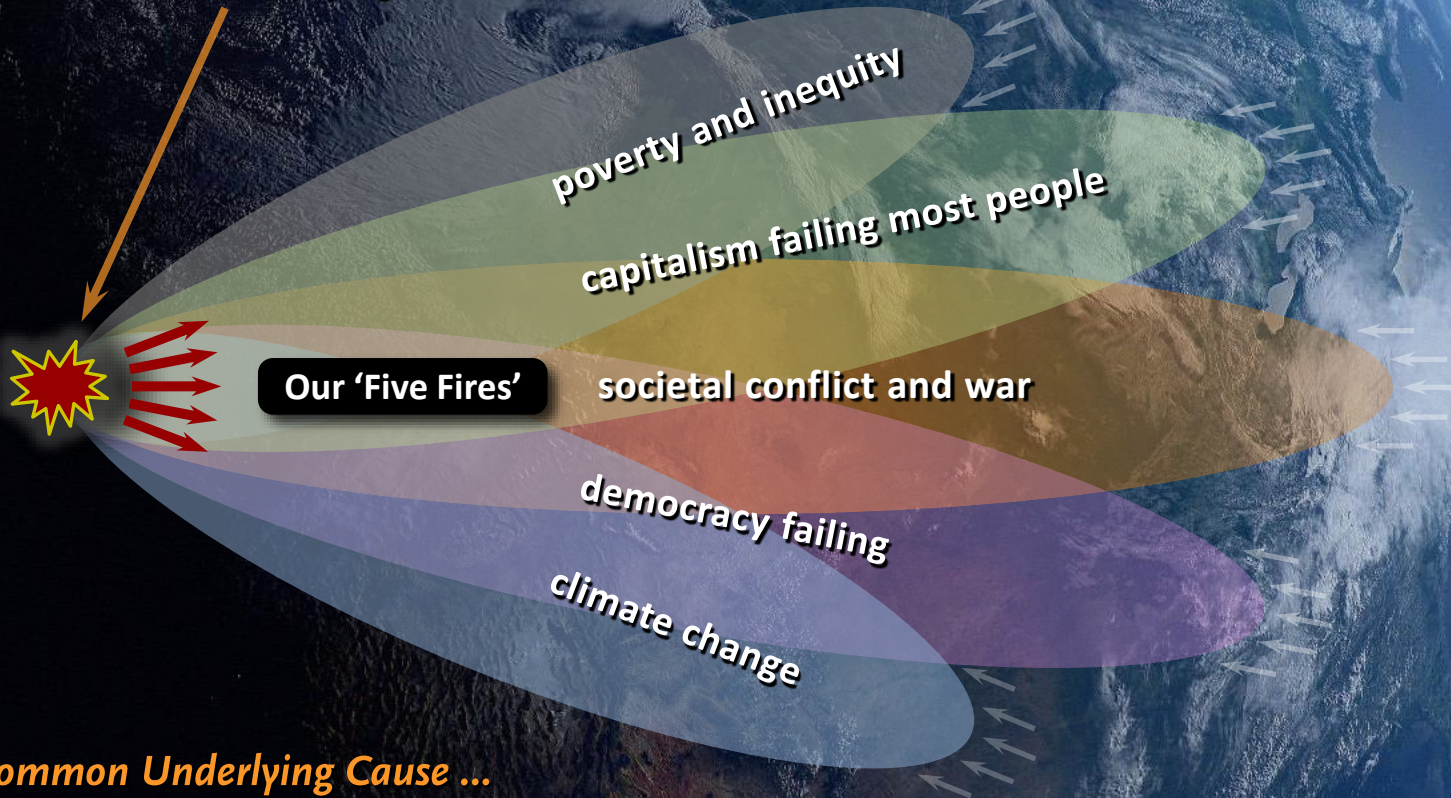 poverty and inequity
capitalism failing most people
Our ‘Five Fires’
societal conflict and war
democracy failing
climate change
ommon Underlying Cause ...